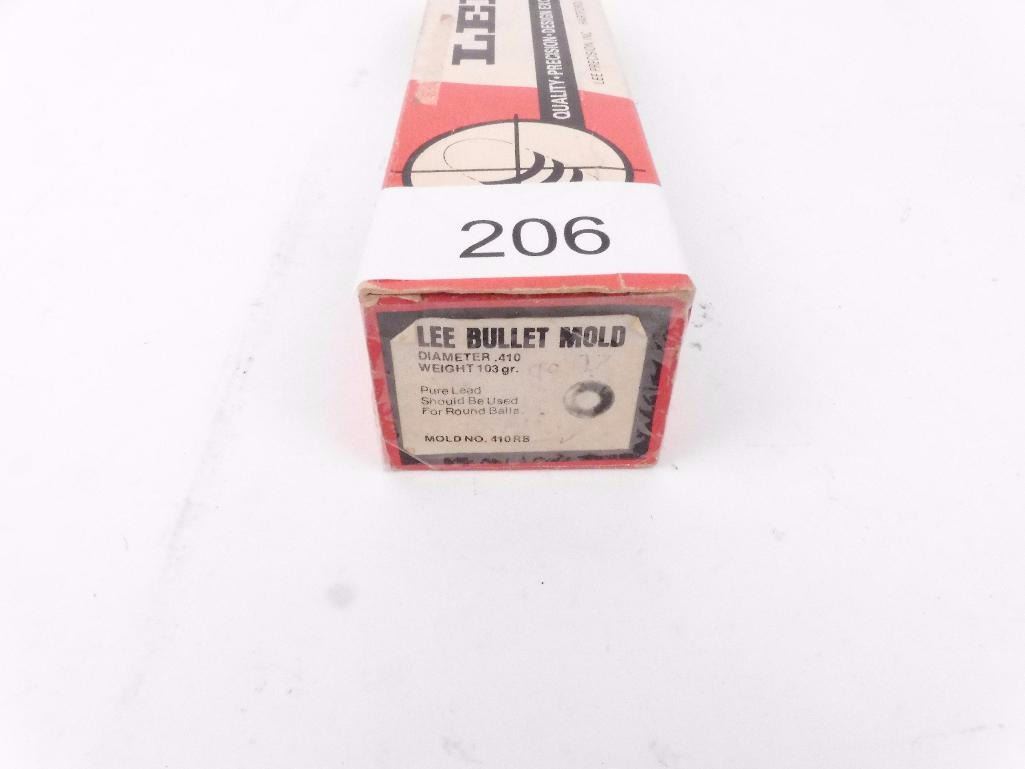 LEE
QUALITY • PRECISION • DESIGN
LEE PRECISION INC HARTFORD
206
LEE BULLET MOLD
DIAMETER .410
WEIGHT 103 gr.
Pure Lead
Should Be Used
For Round Balls.
MOLD NO. 410RB